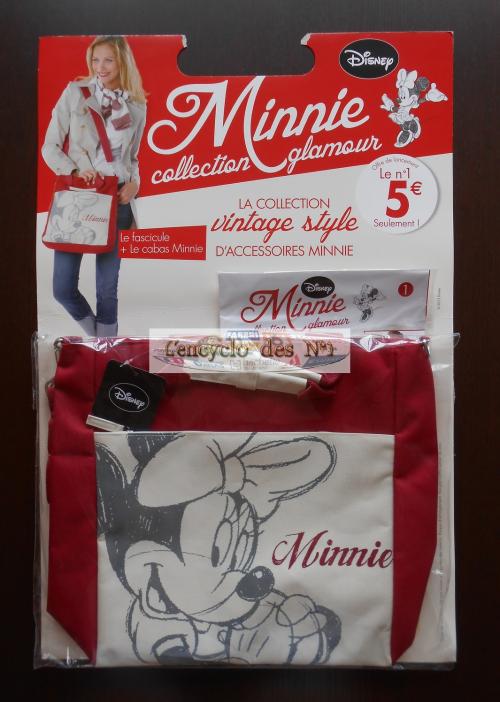 Disney
Minnie
collection glamour
Offre de lancement
Le n°1
5€
Seulement !
LA COLLECTION
vintage style
D'ACCESSOIRES MINNIE
Minnie
Le fascicule
+ Le cabas Minnie
Disney
Minnie
glamour
1
L'encyclo des N°1
Disney
Minnie